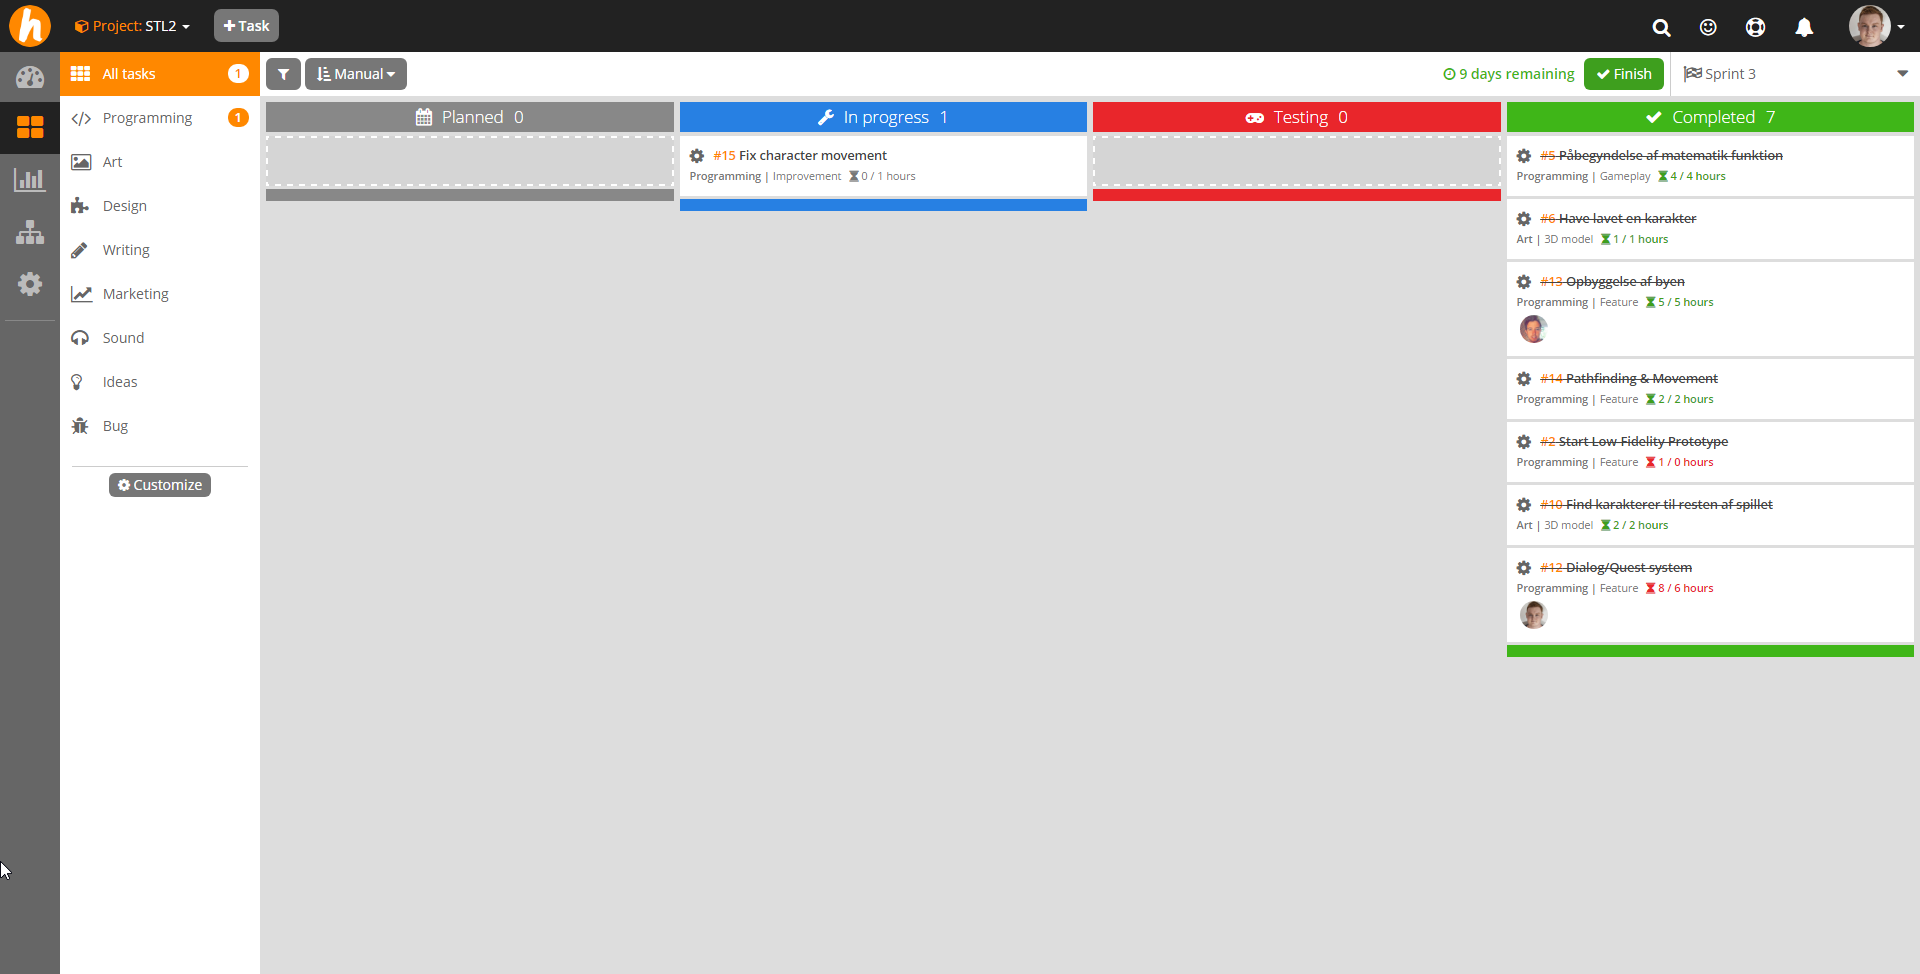 h Project: STL2 + Task
All tasks 1
Programming 1
Art
Design
Writing
Marketing
Sound
Ideas
Bug
Customize
Manual
9 days remaining Finish Sprint 3
Planned 0
In progress 1
#15 Fix character movement
Programming | Improvement 0 / 1 hours
Testing 0
Completed 7
#5 Påbegyndelse af matematik funktion
Programming | Gameplay 4 / 4 hours
#6 Have lavet en karakter
Art | 3D model 1 / 1 hours
#13 Opbyggelse af byen
Programming | Feature 5 / 5 hours
#14 Pathfinding & Movement
Programming | Feature 2 / 2 hours
#2 Start Low Fidelity Prototype
Programming | Feature 1 / 0 hours
#10 Find karakterer til resten af spillet
Art | 3D model 2 / 2 hours
#12 Dialog/Quest system
Programming | Feature 8 / 6 hours